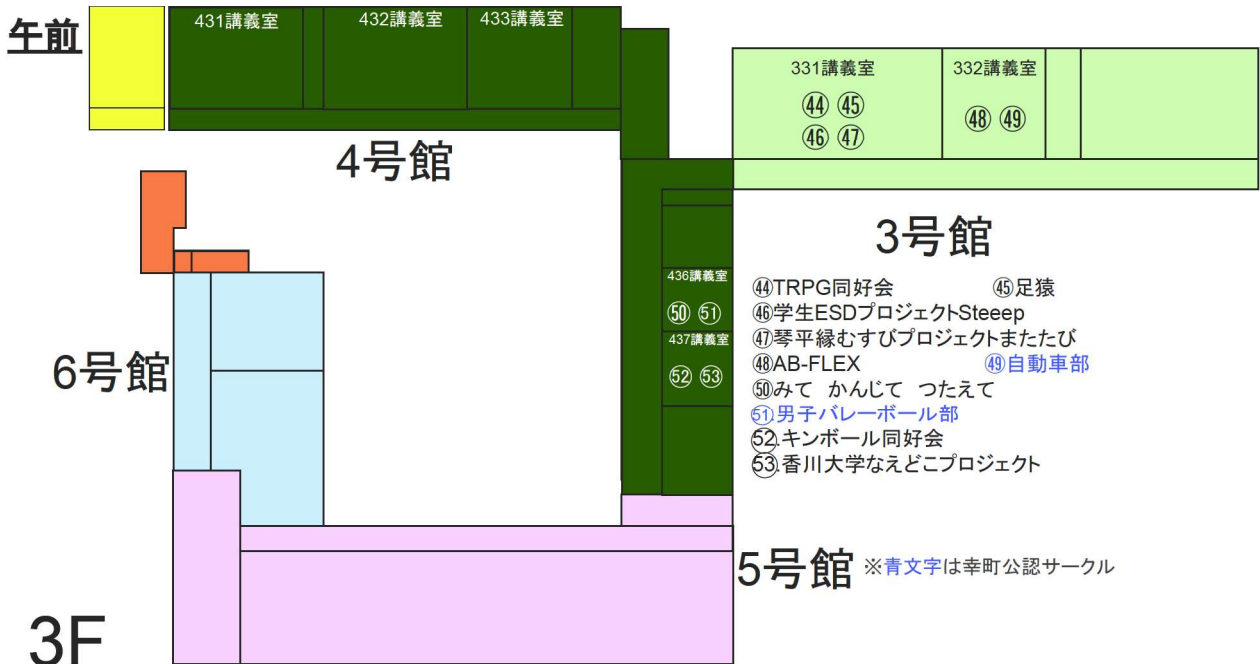 午前
431講義室 432講義室 433講義室
331講義室 332講義室
㊹ ㊺
㊻ ㊼
㊽ ㊾
4号館
3号館
436講義室
㊿ 51
437講義室
52 53
㊹TRPG同好会 ㊺足猿
㊻学生ESDプロジェクトSteeep
㊼琴平縁むすびプロジェクトまたたび
㊽AB-FLEX ㊾自動車部
㊿みて かんじて つたえて
51.男子バレーボール部
52.キンボール同好会
53.香川大学なえどこプロジェクト
6号館
5号館 ※青文字は幸町公認サークル
3F